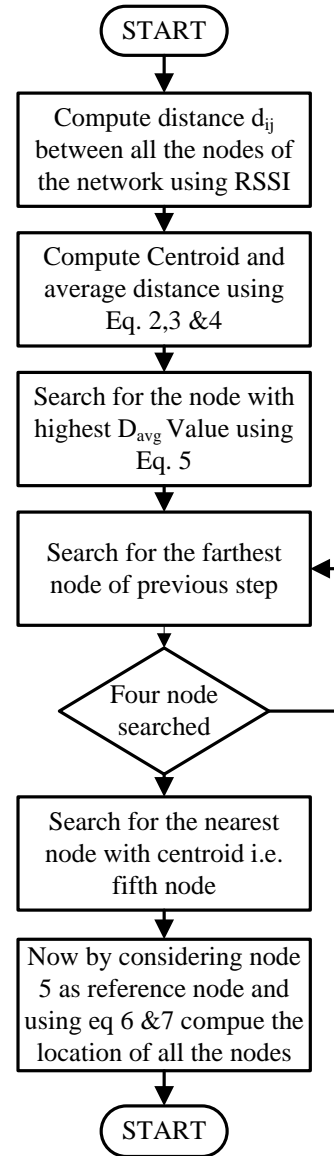 START
Compute distance dij
between all the nodes of
the network using RSSI
Compute Centroid and
average distance using
Eq. 2,3 &4
Search for the node with
highest Davg Value using
Eq. 5
Search for the farthest
node of previous step
Four node
searched
Search for the nearest
node with centroid i.e.
fifth node
Now by considering node
5 as reference node and
using eq 6 &7 compue the
location of all the nodes
START